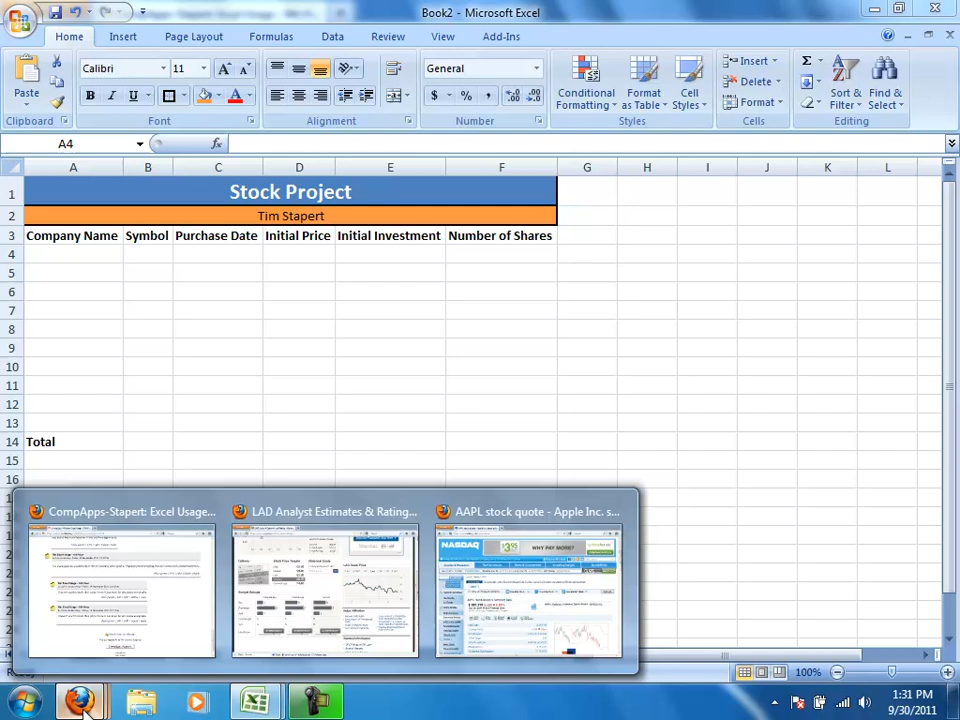 Book2 - Microsoft Excel
Home Insert Page Layout Formulas Data Review View Add-Ins
Paste
Calibri 11
General
Conditional Formatting
Format as Table
Cell Styles
Insert
Delete
Format
Sort & Filter
Find & Select
B I U
$ % ,
Clipboard Font Alignment Number Styles Cells Editing
A4 fx
A B C D E F G H I J K L
1 Stock Project
2 Tim Stapert
3 Company Name Symbol Purchase Date Initial Price Initial Investment Number of Shares
4
5
6
7
8
9
10
11
12
13
14 Total
15
16
CompApps-Stapert: Excel Usage... LAD Analyst Estimates & Rating... AAPL stock quote - Apple Inc. s...
NASDAQ
WHY PAY MORE?
100%
1:31 PM
9/30/2011